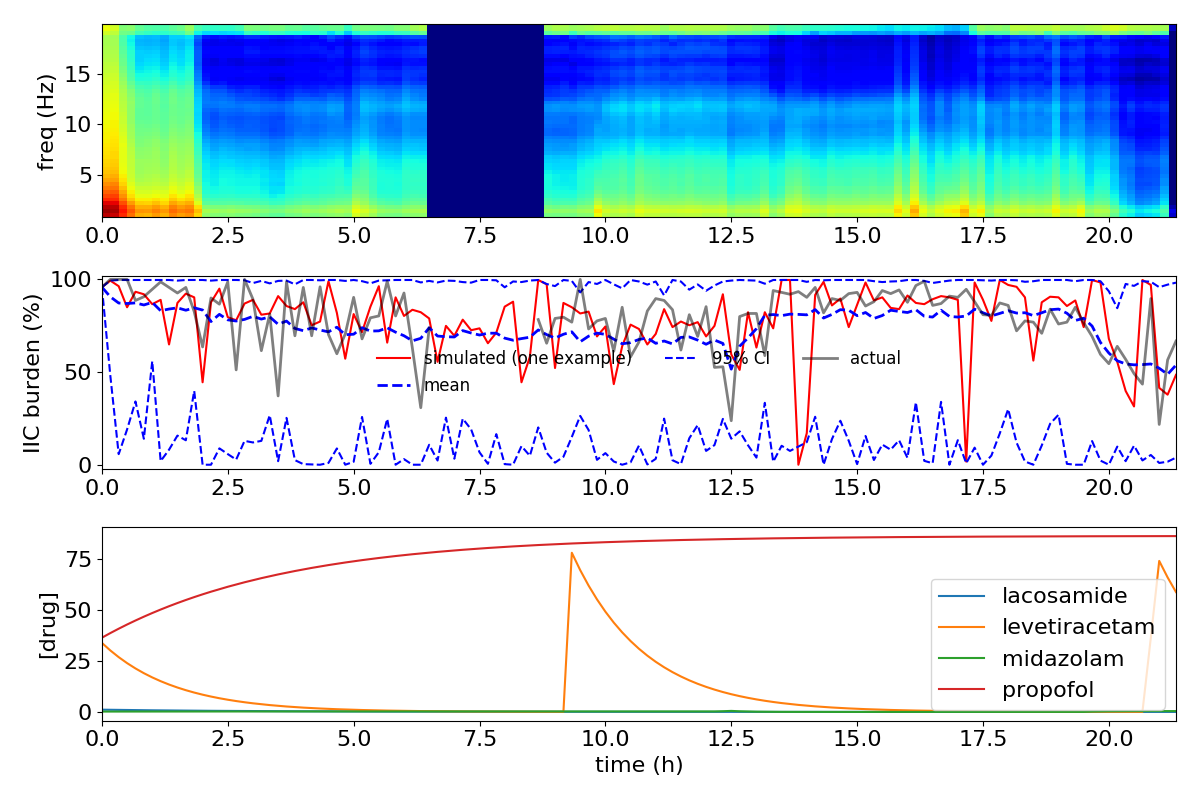 freq (Hz)
15
10
5
0.0 2.5 5.0 7.5 10.0 12.5 15.0 17.5 20.0
IIC burden (%)
100
50
0
simulated (one example) 95% CI actual
mean
0.0 2.5 5.0 7.5 10.0 12.5 15.0 17.5 20.0
[drug]
75
50
25
0
lacosamide
levetiracetam
midazolam
propofol
0.0 2.5 5.0 7.5 10.0 12.5 15.0 17.5 20.0
time (h)